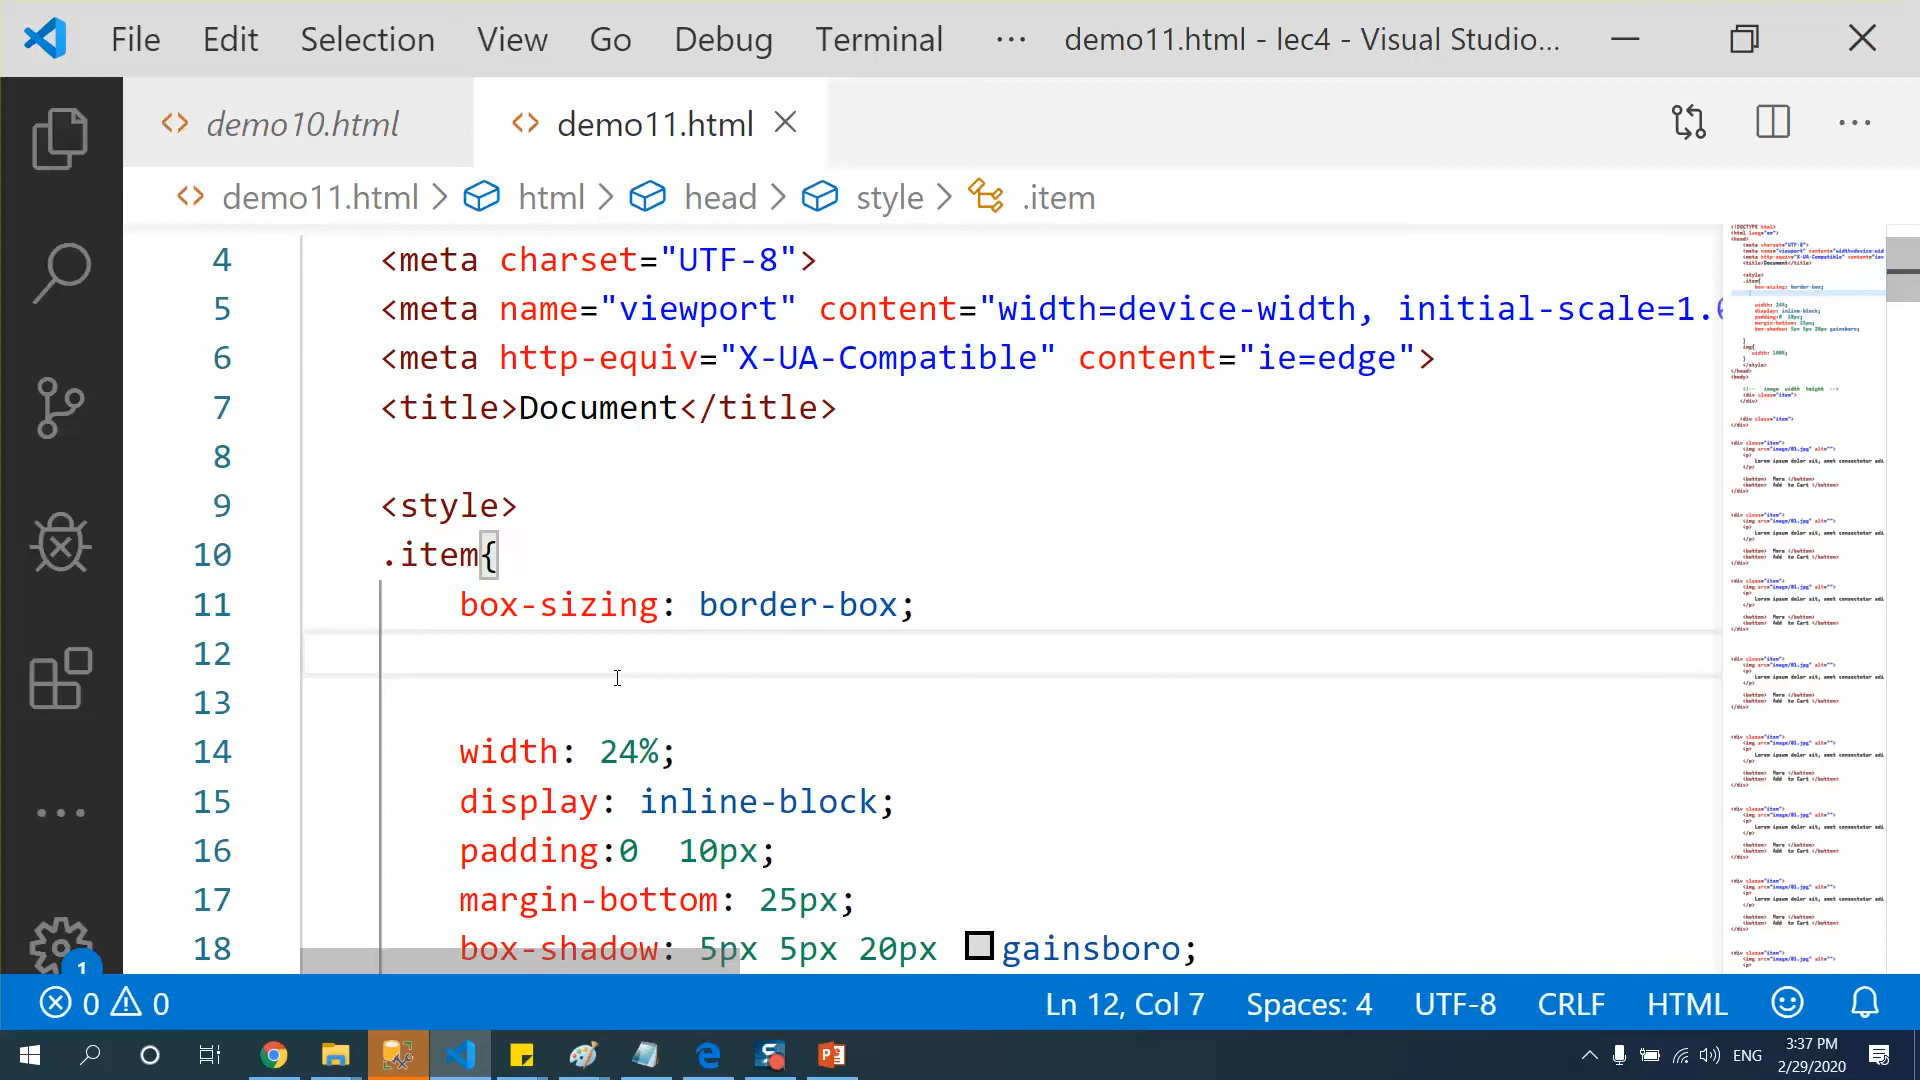 File Edit Selection View Go Debug Terminal ··· demo11.html - lec4 - Visual Studio...
demo10.html demo11.html
demo11.html > html > head > style > .item
4 <meta charset="UTF-8">
5 <meta name="viewport" content="width=device-width, initial-scale=1.
6 <meta http-equiv="X-UA-Compatible" content="ie=edge">
7 <title>Document</title>
8
9 <style>
10 .item{
11 box-sizing: border-box;
12
13
14 width: 24%;
15 display: inline-block;
16 padding:0  10px;
17 margin-bottom: 25px;
18 box-shadow: 5px 5px 20px gainsboro;
1
0 0 Ln 12, Col 7 Spaces: 4 UTF-8 CRLF HTML
ENG 3:37 PM
2/29/2020